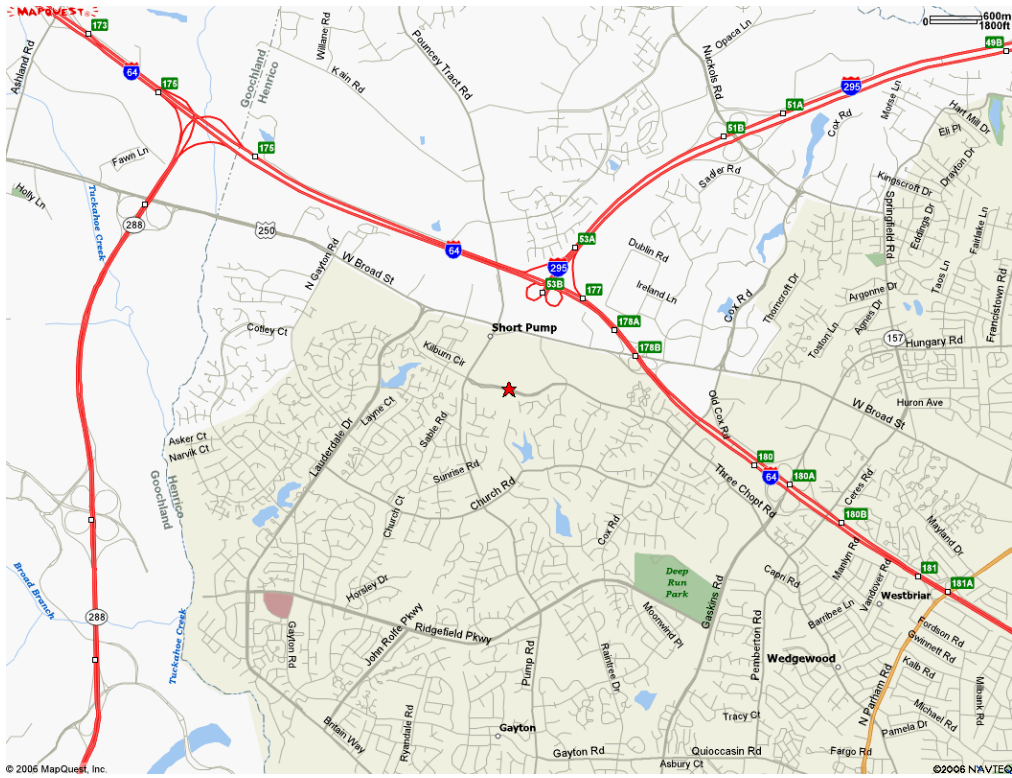 MAPQUEST
173
Ashland Rd
64
175
Goochland
Henrico
Willane Rd
Kain Rd
Pouncey Tract Rd
Opaca Ln
Nuckols Rd
600m
0
1800ft
49B
295
51A
51B
Cox Rd
Morse Ln
Hart Mill Dr
Eli Pl
Drayton Dr
175
Fawn Ln
Holly Ln
Tuckahoe Creek
288
250
N Gayton Rd
W Broad St
64
53A
295
53B
177
Sadler Rd
Dublin Rd
Ireland Ln
Kingscroft Dr
Springfield Rd
Eddings Dr
Fairlake Ln
Taos Ln
Francistown Rd
Argonne Dr
Agnes Dr
Thorncroft Dr
Toston Ln
Cox Rd
157
Hungary Rd
178A
178B
Short Pump
Kilburn Cir
Cotley Ct
Layne Ct
Sable Rd
Lauderdale Dr
Asker Ct
Narvik Ct
Henrico
Goochland
Sunrise Rd
Church Rd
Church Ct
Cox Rd
Old Cox Rd
W Broad St
Huron Ave
180
64
180A
Three Chopt Rd
Ceres Rd
180B
Mayland Dr
Manlyn Rd
181
181A
Vandover Rd
Westbriar
Capri Rd
Barribee Ln
Deep
Run
Park
Gaskins Rd
Moonwind Pl
Pemberton Rd
Horsley Dr
Ridgefield Pkwy
John Rolfe Pkwy
Gayton Rd
Broad Branch
288
Tuckahoe Creek
Pump Rd
Raintree Dr
Wedgewood
Fordson Rd
Gwinnett Rd
Kalb Rd
Milbank Rd
Michael Rd
Pamela Dr
N Parham Rd
Fargo Rd
Tracy Ct
Quioccasin Rd
Asbury Ct
Gayton Rd
Gayton
Ryandale Rd
Britain Way
© 2006 MapQuest, Inc.
©2006 NAVTEQ